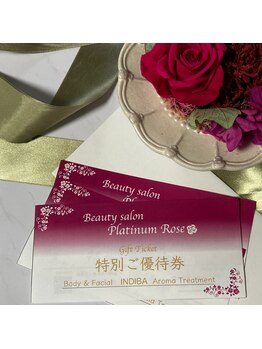 Beauty salon
Beauty salon
Platinum Rose
Gift Ticket
特別ご優待券
Body & Facial INDIBA Aroma Treatment